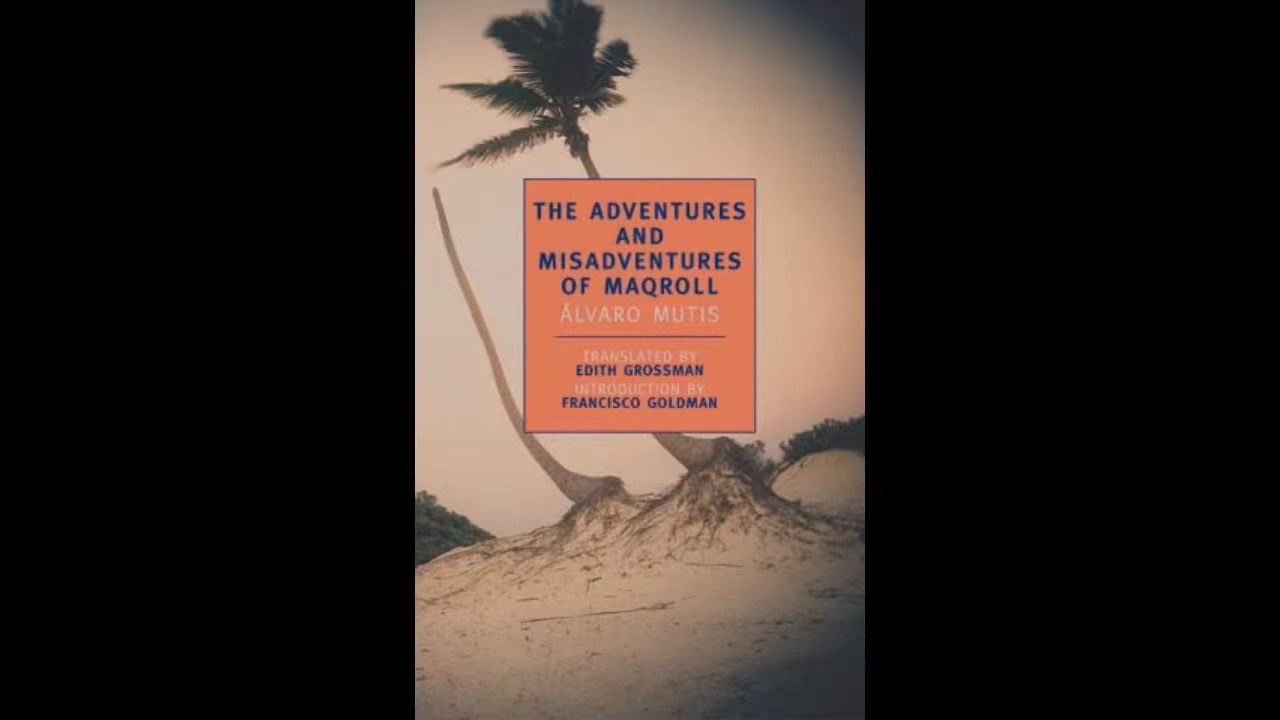 THE ADVENTURES
AND
MISADVENTURES
OF MAQROLL
ÁLVARO MUTIS
TRANSLATED BY
EDITH GROSSMAN
INTRODUCTION BY
FRANCISCO GOLDMAN